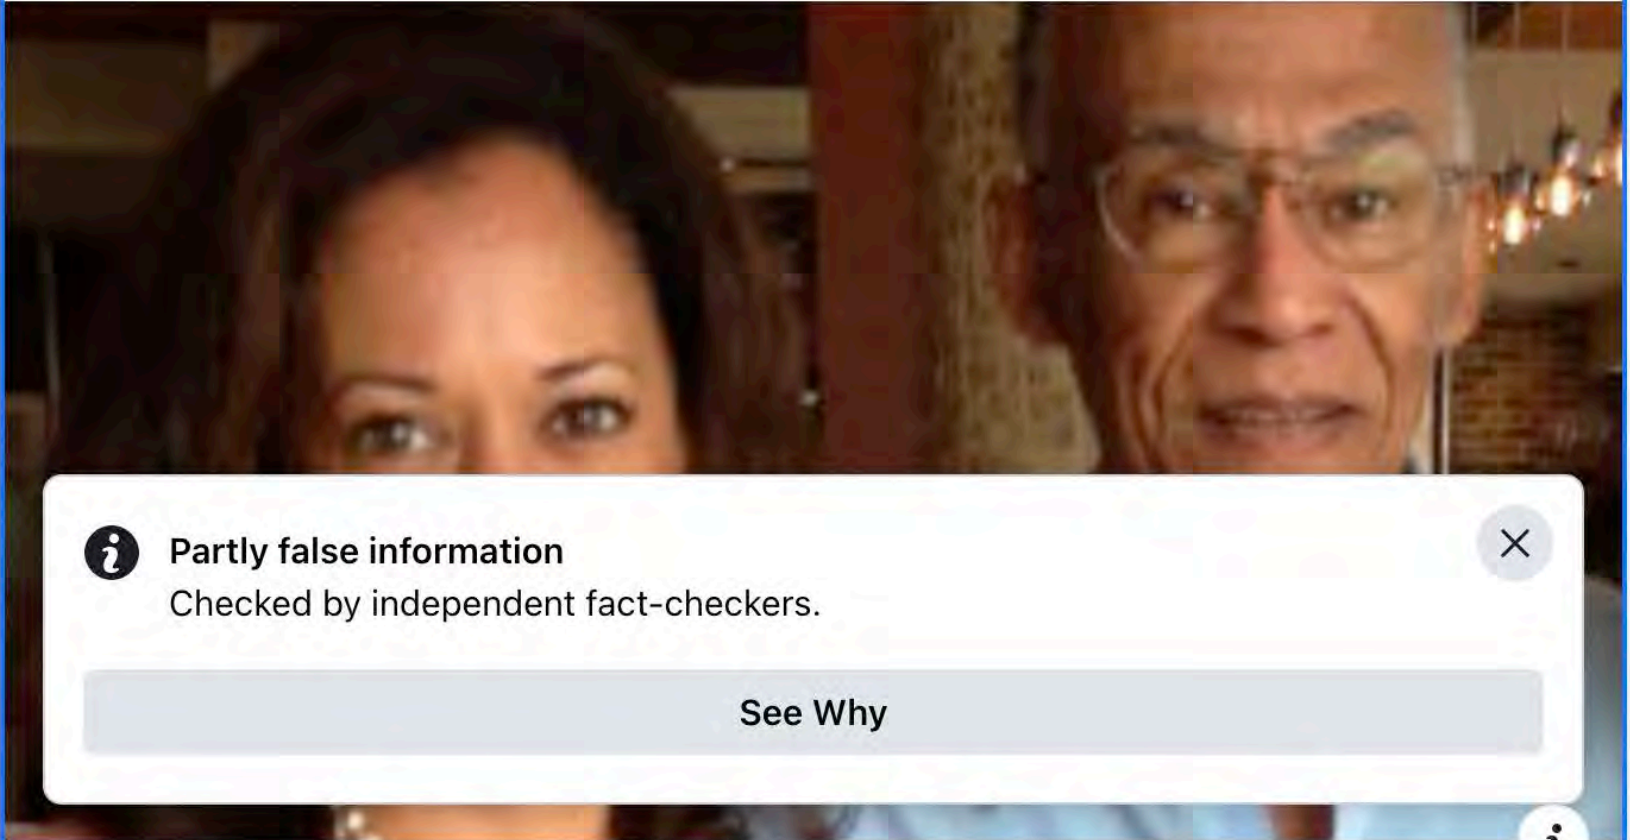 Partly false information
Checked by independent fact-checkers.
See Why